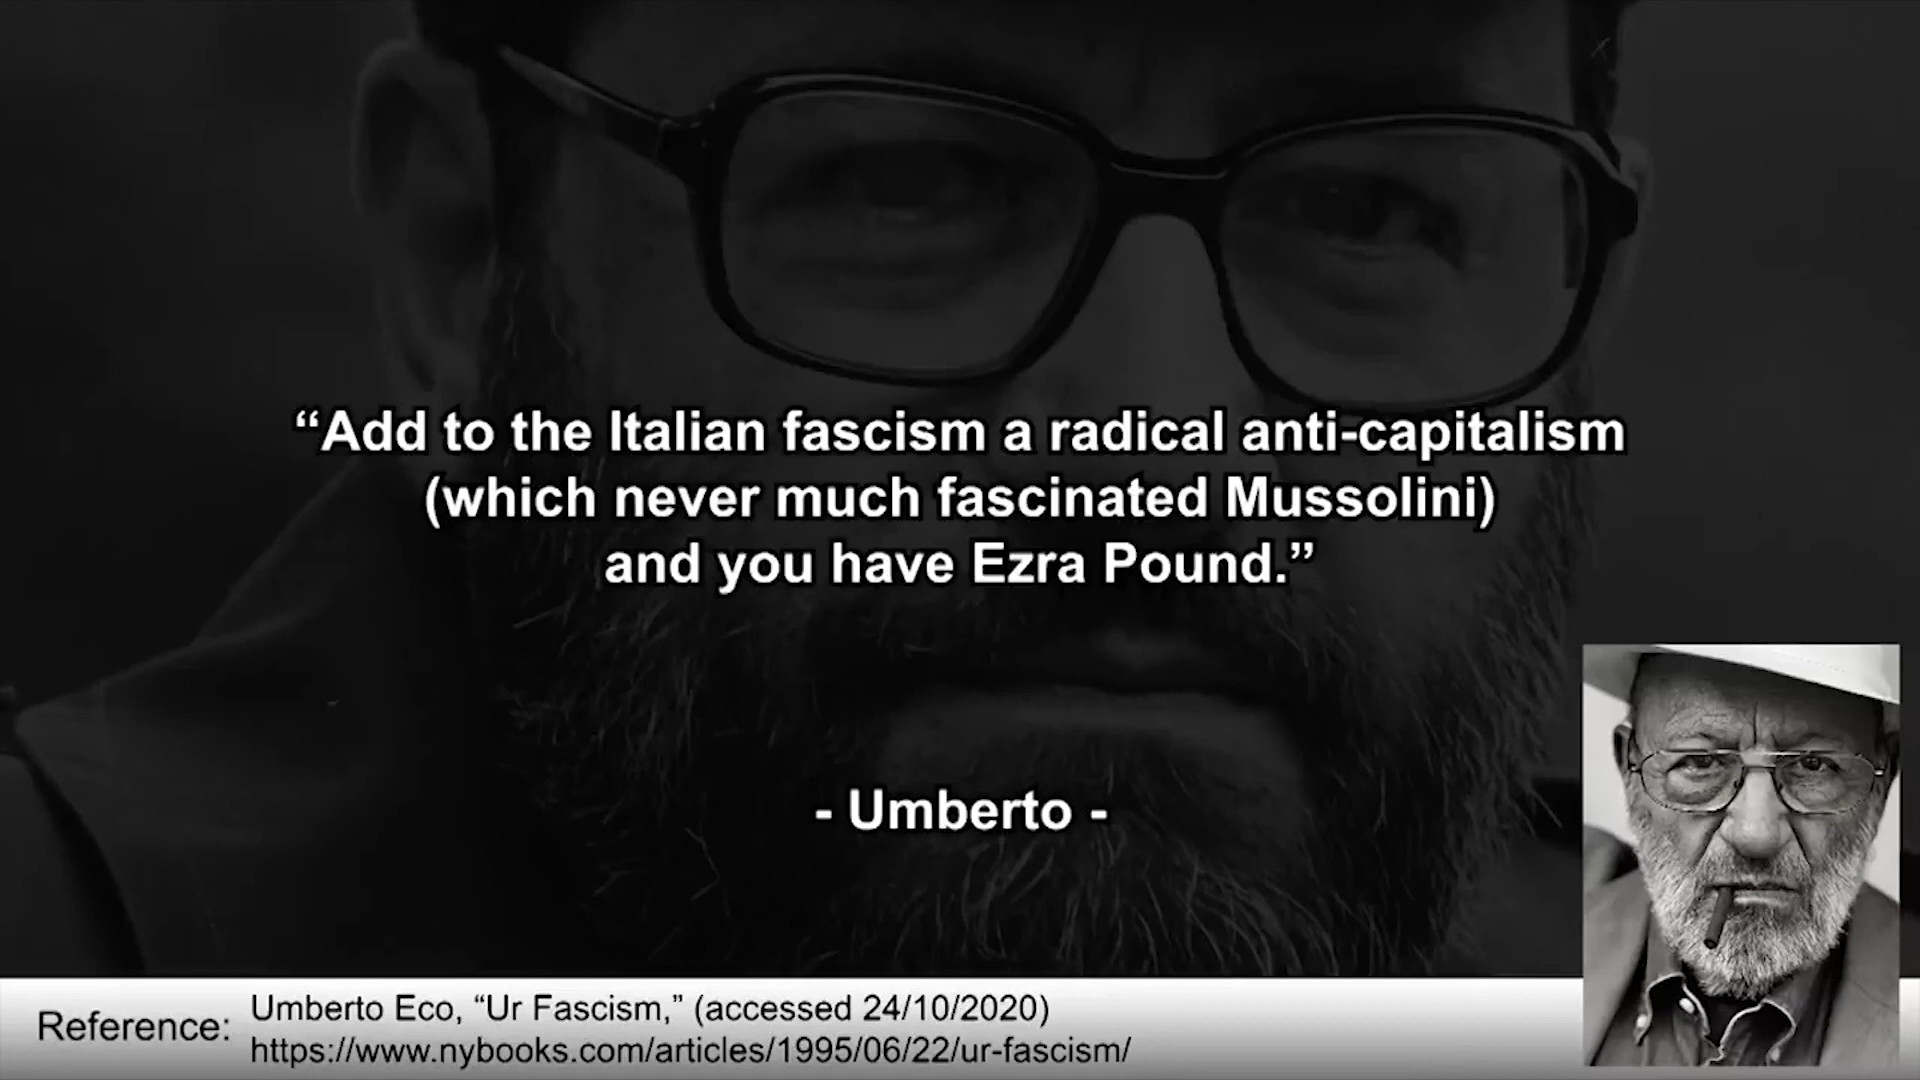 “Add to the Italian fascism a radical anti-capitalism
(which never much fascinated Mussolini)
and you have Ezra Pound.”
- Umberto -
Reference:
Umberto Eco, “Ur Fascism,” (accessed 24/10/2020)
https://www.nybooks.com/articles/1995/06/22/ur-fascism/